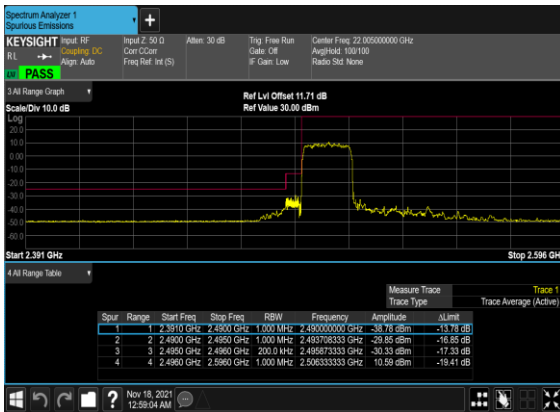 Spectrum Analyzer 1
Spurious Emissions
KEYSIGHT Input: RF Input Z: 50 Ω Atten: 30 dB Trig: Free Run Center Freq: 22.005000000 GHz
RL Coupling: DC Corr CCorr Gate: Off Avg|Hold: 100/100
Align: Auto Freq Ref: Int (S) IF Gain: Low Radio Std: None
PASS
3 All Range Graph
Ref Lvl Offset 11.71 dB
Scale/Div 10.0 dB Ref Value 30.00 dBm
Log
20.0
10.0
0.00
-10.0
-20.0
-30.0
-40.0
-50.0
-60.0
Start 2.391 GHz Stop 2.596 GH
4 All Range Table
Measure Trace Trace 1
Trace Type Trace Average (Active)
Spur Range Start Freq Stop Freq RBW Frequency Amplitude ΔLimit
1 1 2.3910 GHz 2.4900 GHz 1.000 MHz 2.490000000 GHz -38.78 dBm -13.78 dB
2 2 2.4900 GHz 2.4950 GHz 1.000 MHz 2.493708333 GHz -29.85 dBm -16.85 dB
3 3 2.4950 GHz 2.4960 GHz 200.0 kHz 2.495873333 GHz -30.33 dBm -17.33 dB
4 4 2.4960 GHz 2.5960 GHz 1.000 MHz 2.506333333 GHz 10.59 dBm -19.41 dB
Nov 18, 2021
12:59:04 AM